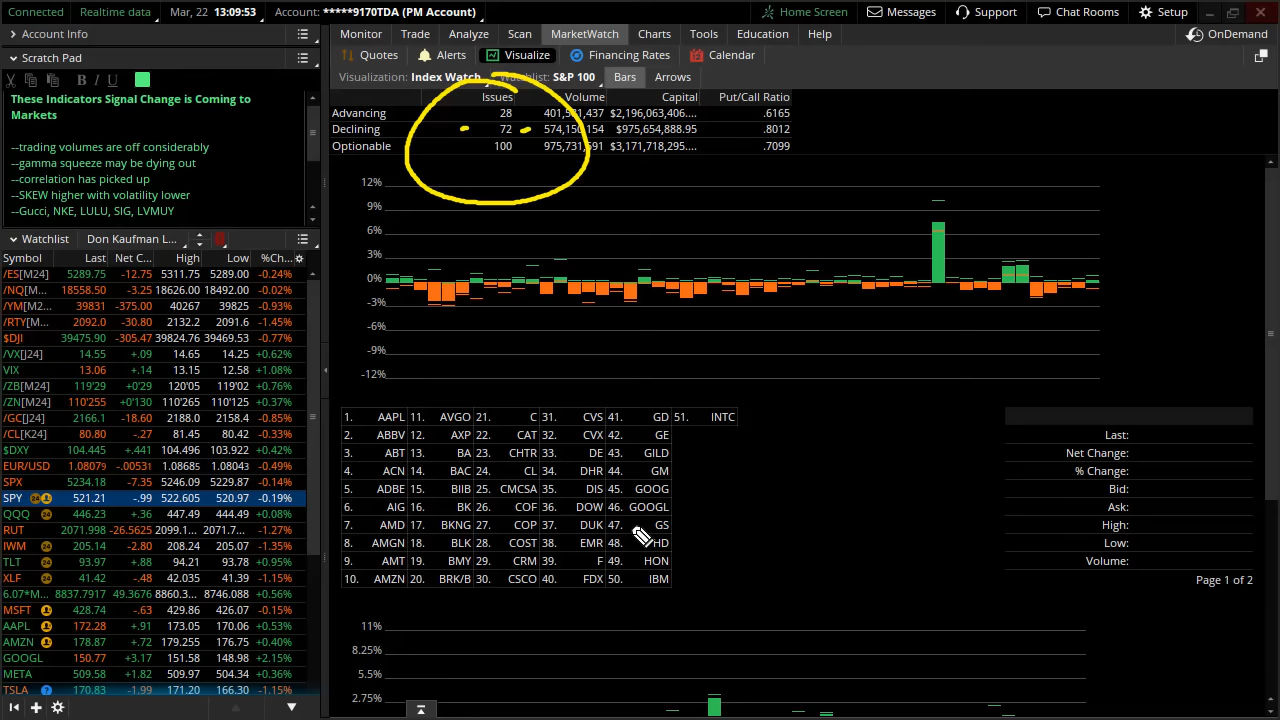 Connected Realtime data Mar, 22 13:09:53 Account: *****9170TDA (PM Account) Home Screen Messages Support Chat Rooms Setup
Account Info
Monitor Trade Analyze Scan MarketWatch Charts Tools Education Help OnDemand
Scratch Pad
Quotes Alerts Visualize Financing Rates Calendar
B I U
Visualization: Index Watch Watchlist: S&P 100 Bars Arrows
These Indicators Signal Change is Coming to
Markets
--trading volumes are off considerably
--gamma squeeze may be dying out
--correlation has picked up
--SKEW higher with volatility lower
--Gucci, NKE, LULU, SIG, LVMUY
Issues Volume Capital Put/Call Ratio
Advancing 28 $2,196,063,406.... .6165
Declining 72 $975,654,888.95 .8012
Optionable 100 $3,171,718,295.... .7099
12%
9%
6%
3%
0%
-3%
-6%
-9%
-12%
Watchlist Don Kaufman L...
Symbol Last Net C... High Low %Ch...
/ES[M24] 5289.75 -12.75 5311.75 5289.00 -0.24%
/NQ[M... 18558.50 -3.25 18626.00 18492.00 -0.02%
/YM[M2... 39831 -375.00 40267 39825 -0.93%
/RTY[M... 2092.0 -30.80 2132.2 2091.6 -1.45%
$DJI 39475.90 -305.47 39824.76 39469.53 -0.77%
/VX[J24] 14.55 +.09 14.65 14.25 +0.62%
VIX 13.06 +.14 13.15 12.58 +1.08%
/ZB[M24] 119'29 +0'29 120'05 119'02 +0.76%
/ZN[M24] 110'255 +0'130 110'265 110'125 +0.37%
/GC[J24] 2166.1 -18.60 2188.0 2158.4 -0.85%
/CL[K24] 80.80 -.27 81.45 80.42 -0.33%
$DXY 104.445 +.441 104.496 103.922 +0.42%
EUR/USD 1.08079 -.00531 1.08685 1.08043 -0.49%
SPX 5234.18 -7.35 5246.09 5229.87 -0.14%
SPY 521.21 -.99 522.605 520.97 -0.19%
QQQ 446.23 +.36 447.49 444.49 +0.08%
RUT 2071.998 -26.5625 2099.1... 2071.7... -1.27%
IWM 205.14 -2.80 208.24 205.07 -1.35%
TLT 93.97 +.88 94.21 93.78 +0.95%
XLF 41.42 -.48 42.035 41.39 -1.15%
6.07*M... 8837.7917 49.3676 8860.3... 8746.088 +0.56%
MSFT 428.74 -.63 429.86 426.07 -0.15%
AAPL 172.28 +.91 173.05 170.06 +0.53%
AMZN 178.87 +.72 179.255 176.75 +0.40%
GOOGL 150.77 +3.17 151.58 148.98 +2.15%
META 509.58 +1.82 509.97 504.34 +0.36%
TSLA 170.83 -1.99 171.20 166.30 -1.15%
1. AAPL 11. AVGO 21. C 31. CVS 41. GD 51. INTC
2. ABBV 12. AXP 22. CAT 32. CVX 42. GE
3. ABT 13. BA 23. CHTR 33. DE 43. GILD
4. ACN 14. BAC 24. CL 34. DHR 44. GM
5. ADBE 15. BIIB 25. CMCSA 35. DIS 45. GOOG
6. AIG 16. BK 26. COF 36. DOW 46. GOOGL
7. AMD 17. BKNG 27. COP 37. DUK 47. GS
8. AMGN 18. BLK 28. COST 38. EMR 48. HD
9. AMT 19. BMY 29. CRM 39. F 49. HON
10. AMZN 20. BRK/B 30. CSCO 40. FDX 50. IBM
Last:
Net Change:
% Change:
Bid:
Ask:
High:
Low:
Volume:
Page 1 of 2
11%
8.25%
5.5%
2.75%